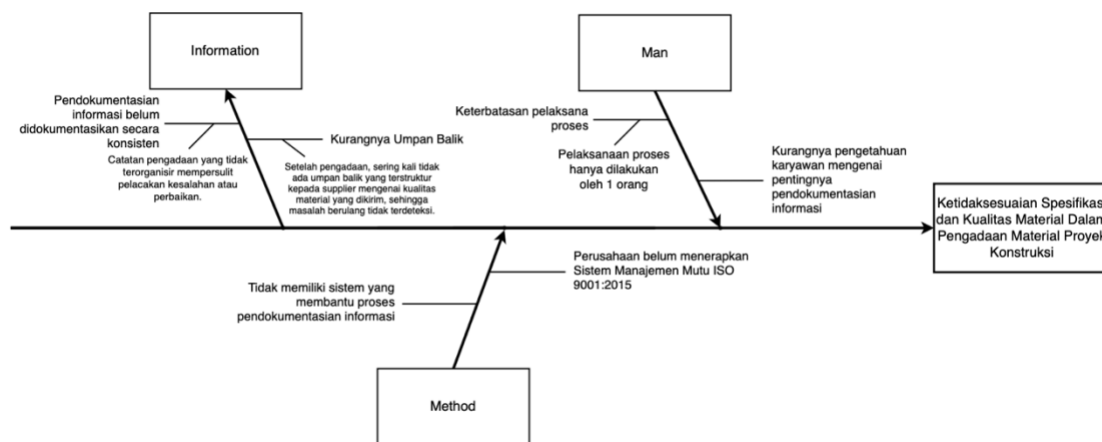 Information
Man
Pendokumentasian
informasi belum
didokumentasikan secara
konsisten
Catatan pengadaan yang tidak
terorganisir mempersulit
pelacakan kesalahan atau
perbaikan.
Kurangnya Umpan Balik
Setelah pengadaan, sering kali tidak
ada umpan balik yang terstruktur
kepada supplier mengenai kualitas
material yang dikirim, sehingga
masalah berulang tidak terdeteksi.
Keterbatasan pelaksana
proses
Pelaksanaan proses
hanya dilakukan
oleh 1 orang
Kurangnya pengetahuan
karyawan mengenai
pentingnya
pendokumentasian
informasi
Ketidaksesuaian Spesifikas
dan Kualitas Material Dalam
Pengadaan Material Proyek
Konstruksi
Tidak memiliki sistem yang
membantu proses
pendokumentasian informasi
Perusahaan belum menerapkan
Sistem Manajemen Mutu ISO
9001:2015
Method